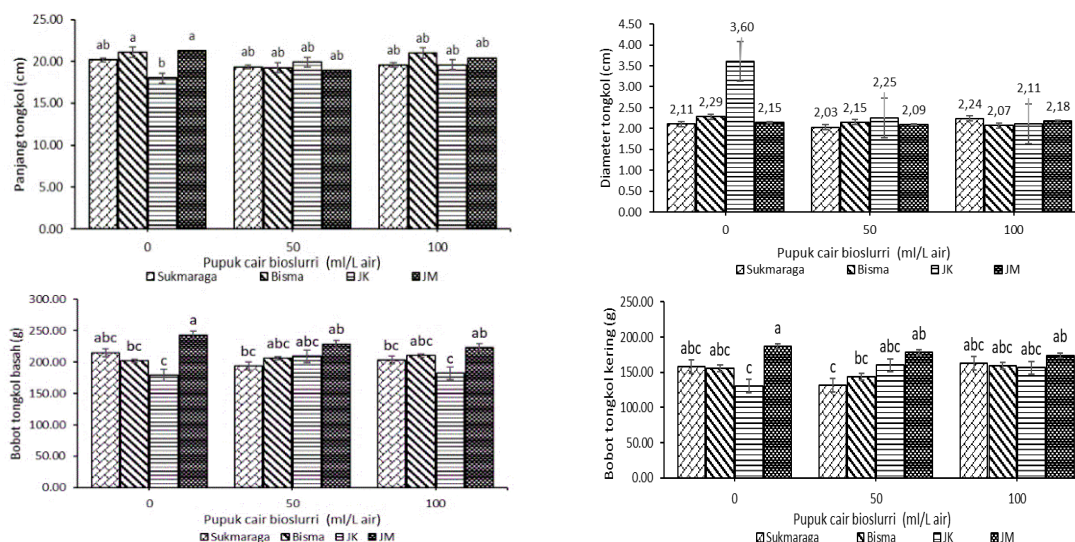 Panjang tongkol (cm)
25.00
20.00
15.00
10.00
5.00
0.00
ab a b a ab ab ab ab ab ab ab ab
0 50 100
Pupuk cair bioslurri (ml/L air)
Sukmaraga Bisma JK JM
Diameter tongkol (cm)
4.50
4.00
3.50
3.00
2.50
2.00
1.50
1.00
0.50
0.00
2,11 2,29 3,60 2,15 2,03 2,15 2,25 2,09 2,24 2,07 2,11 2,18
0 50 100
Pupuk cair bioslurri (ml/L air)
Sukmaraga Bisma JK JM
Bobot tongkol basah (g)
300.00
250.00
200.00
150.00
100.00
50.00
0.00
abc bc c a bc abc abc ab abc abc c ab
0 50 100
Pupuk cair bioslurri (ml/L air)
Sukmaraga Bisma JK JM
Bobot tongkol kering (g)
250.00
200.00
150.00
100.00
50.00
0.00
abc abc c a c bc abc ab abc abc abc ab
0 50 100
Pupuk cair bioslurri (ml/L air)
Sukmaraga Bisma JK JM